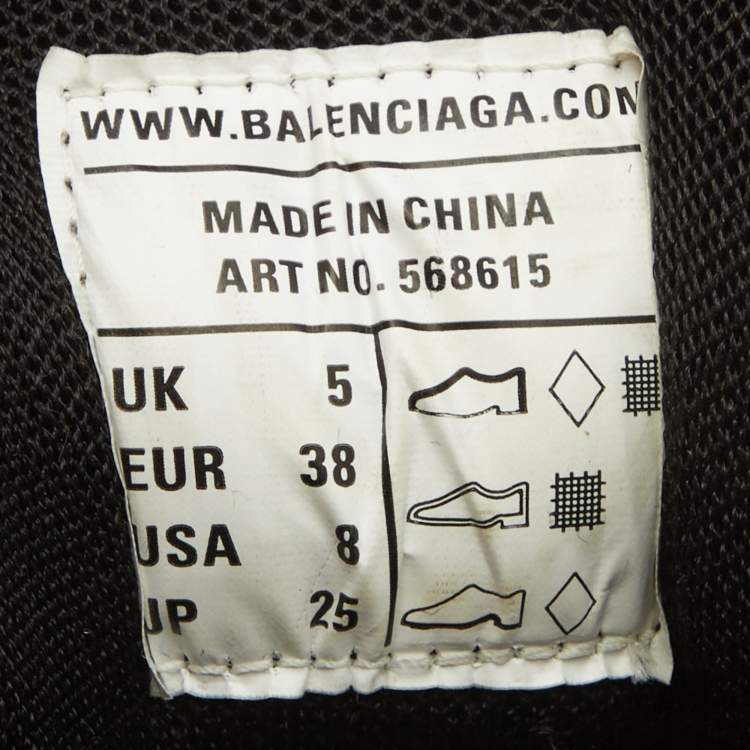 WWW.BALENCIAGA.COM
MADE IN CHINA
ART NO. 568615
UK 5
EUR 38
USA 8
JP 25